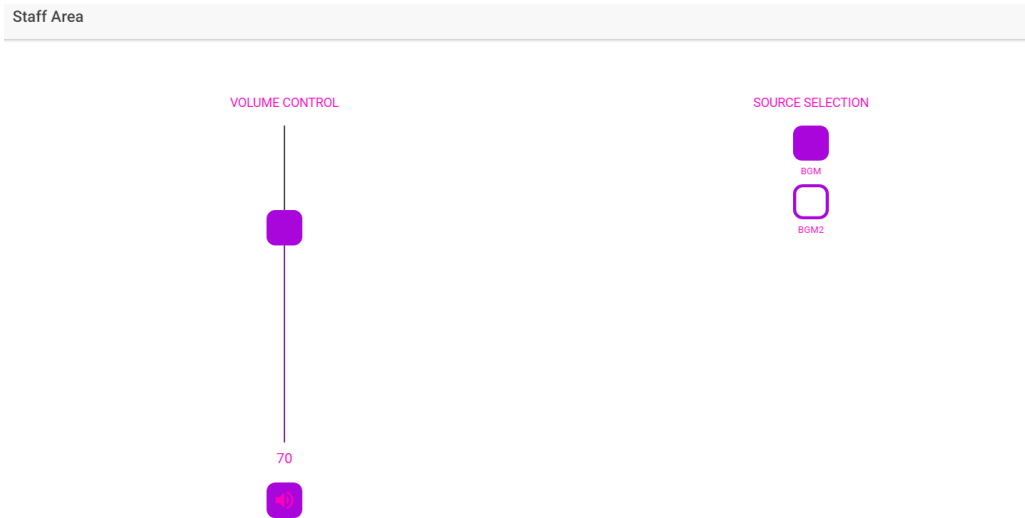 Staff Area
VOLUME CONTROL
70
SOURCE SELECTION
BGM
BGM2